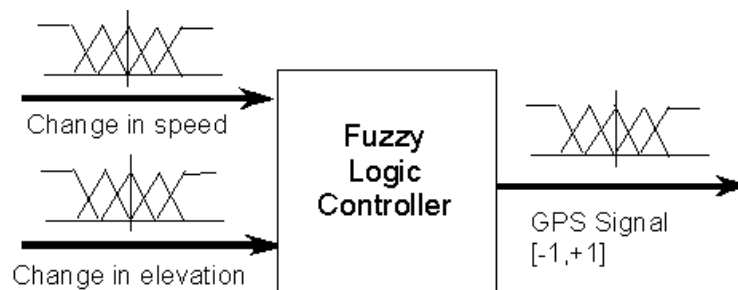 Change in speed
Change in elevation
Fuzzy
Logic
Controller
GPS Signal
[-1,+1]